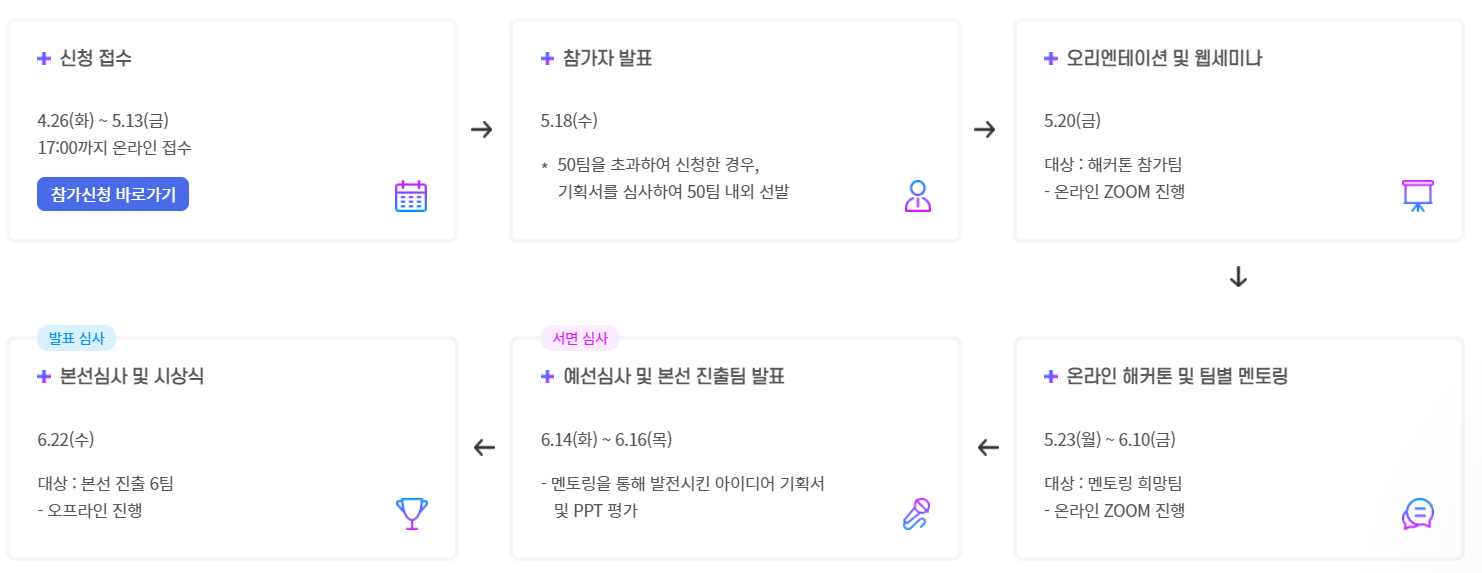 신청 접수
4.26(화) ~ 5.13(금)
17:00까지 온라인 접수
참가신청 바로가기
참가자 발표
5.18(수)
* 50팀을 초과하여 신청한 경우,
기획서를 심사하여 50팀 내외 선발
오리엔테이션 및 웹세미나
5.20(금)
대상 : 해커톤 참가팀
- 온라인 ZOOM 진행
온라인 해커톤 및 팀별 멘토링
5.23(월) ~ 6.10(금)
대상 : 멘토링 희망팀
- 온라인 ZOOM 진행
서면 심사
예선심사 및 본선 진출팀 발표
6.14(화) ~ 6.16(목)
- 멘토링을 통해 발전시킨 아이디어 기획서
및 PPT 평가
발표 심사
본선심사 및 시상식
6.22(수)
대상 : 본선 진출 6팀
- 오프라인 진행